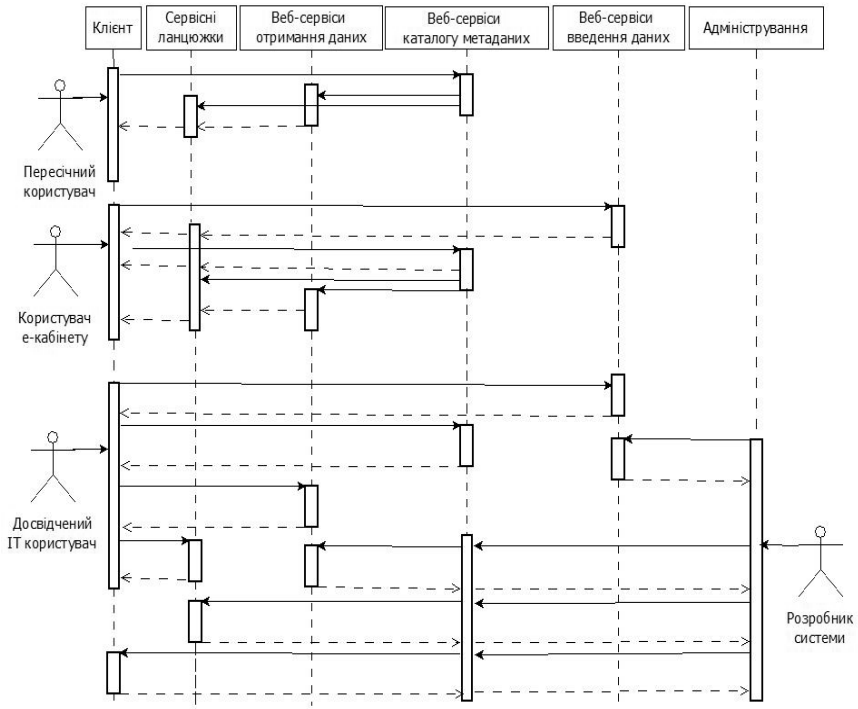 Клієнт
Сервісні
ланцюжки
Веб-сервіси
отримання даних
Веб-сервіси
каталогу метаданих
Веб-сервіси
введення даних
Адміністрування
Пересічний
користувач
Користувач
е-кабінету
Досвідчений
ІТ користувач
Розробник
системи